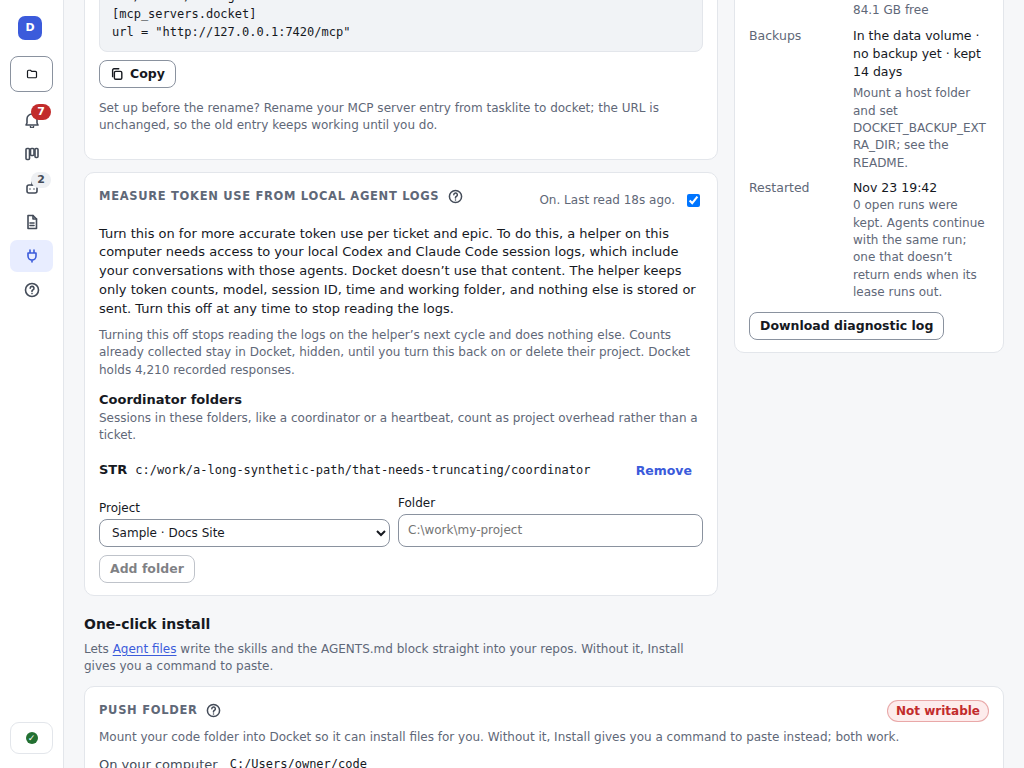 D
7
2
[mcp_servers.docket]
url = "http://127.0.0.1:7420/mcp"
Copy
Set up before the rename? Rename your MCP server entry from tasklite to docket; the URL is
unchanged, so the old entry keeps working until you do.
MEASURE TOKEN USE FROM LOCAL AGENT LOGS
On. Last read 18s ago.
Turn this on for more accurate token use per ticket and epic. To do this, a helper on this
computer needs access to your local Codex and Claude Code session logs, which include
your conversations with those agents. Docket doesn’t use that content. The helper keeps
only token counts, model, session ID, time and working folder, and nothing else is stored or
sent. Turn this off at any time to stop reading the logs.
Turning this off stops reading the logs on the helper’s next cycle and does nothing else. Counts
already collected stay in Docket, hidden, until you turn this back on or delete their project. Docket
holds 4,210 recorded responses.
Coordinator folders
Sessions in these folders, like a coordinator or a heartbeat, count as project overhead rather than a
ticket.
STR c:/work/a-long-synthetic-path/that-needs-truncating/coordinator
Remove
Project
Folder
Sample · Docs Site
C:\work\my-project
Add folder
84.1 GB free
Backups
In the data volume ·
no backup yet · kept
14 days
Mount a host folder
and set
DOCKET_BACKUP_EXT
RA_DIR; see the
README.
Restarted
Nov 23 19:42
0 open runs were
kept. Agents continue
with the same run;
one that doesn’t
return ends when its
lease runs out.
Download diagnostic log
One-click install
Lets Agent files write the skills and the AGENTS.md block straight into your repos. Without it, Install
gives you a command to paste.
PUSH FOLDER
Not writable
Mount your code folder into Docket so it can install files for you. Without it, Install gives you a command to paste instead; both work.
On your computer C:/Users/owner/code